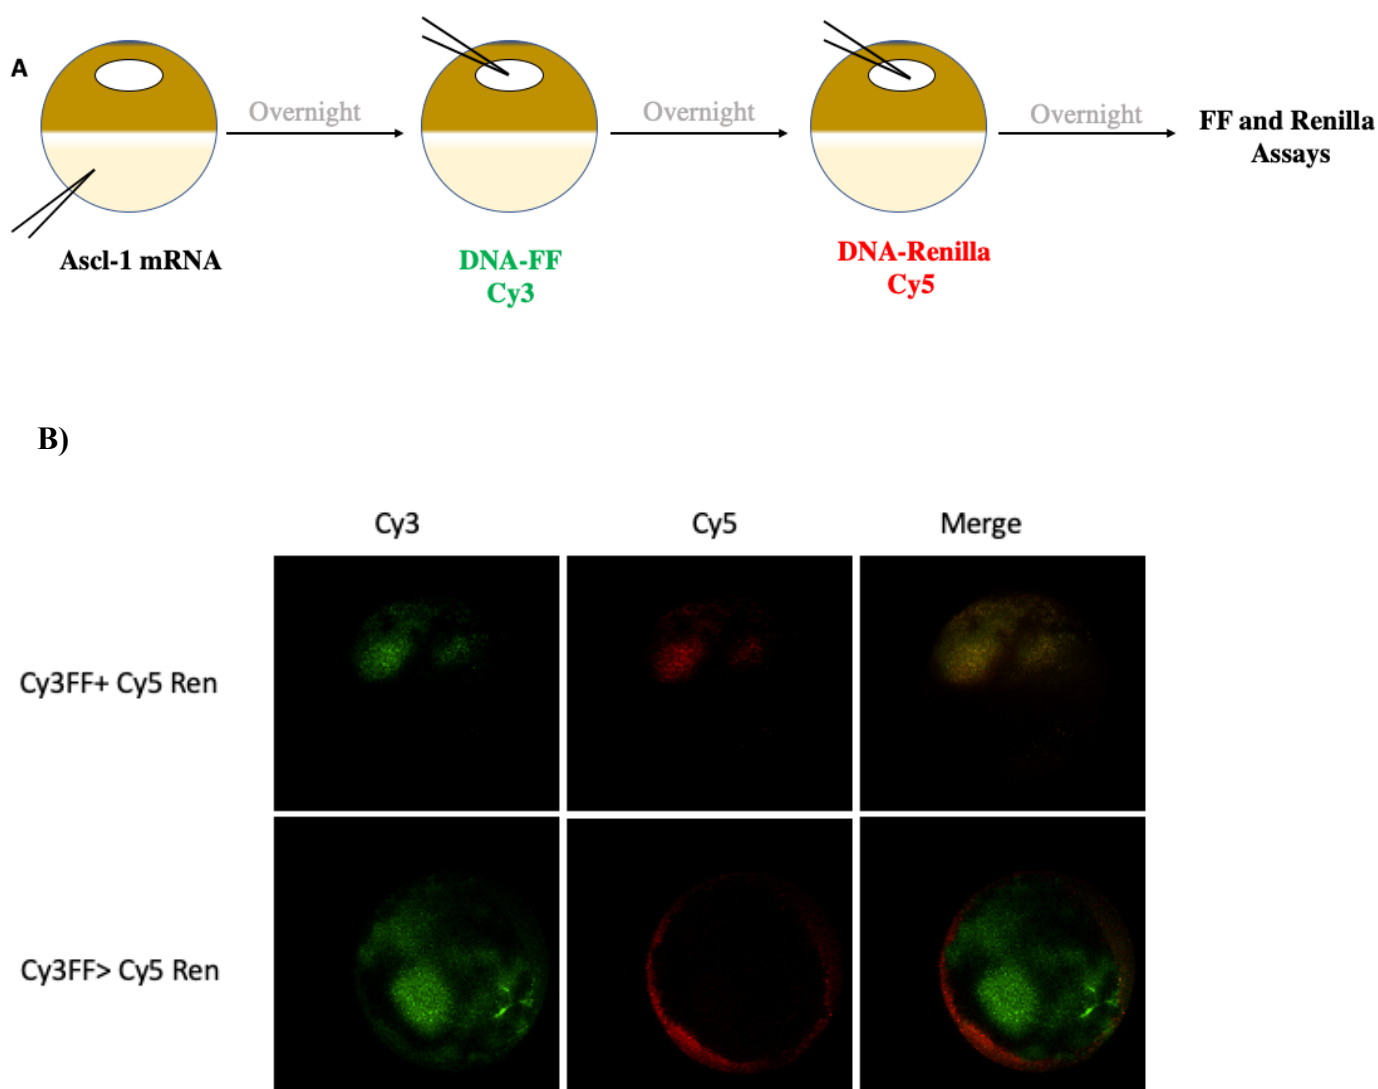 A
Overnight
Overnight
Overnight
FF and Renilla
Assays
Ascl-1 mRNA
DNA-FF
Cy3
DNA-Renilla
Cy5
B)
Cy3
Cy5
Merge
Cy3FF+ Cy5 Ren
Cy3FF> Cy5 Ren